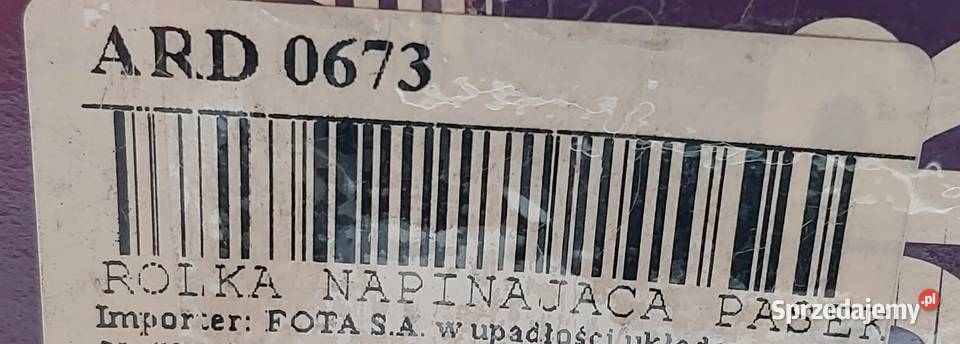 ARD 0673
ROLKA NAPINAJACA PASEK
Importer: FOTA S.A. w upadłości
Sprzedajemy.pl